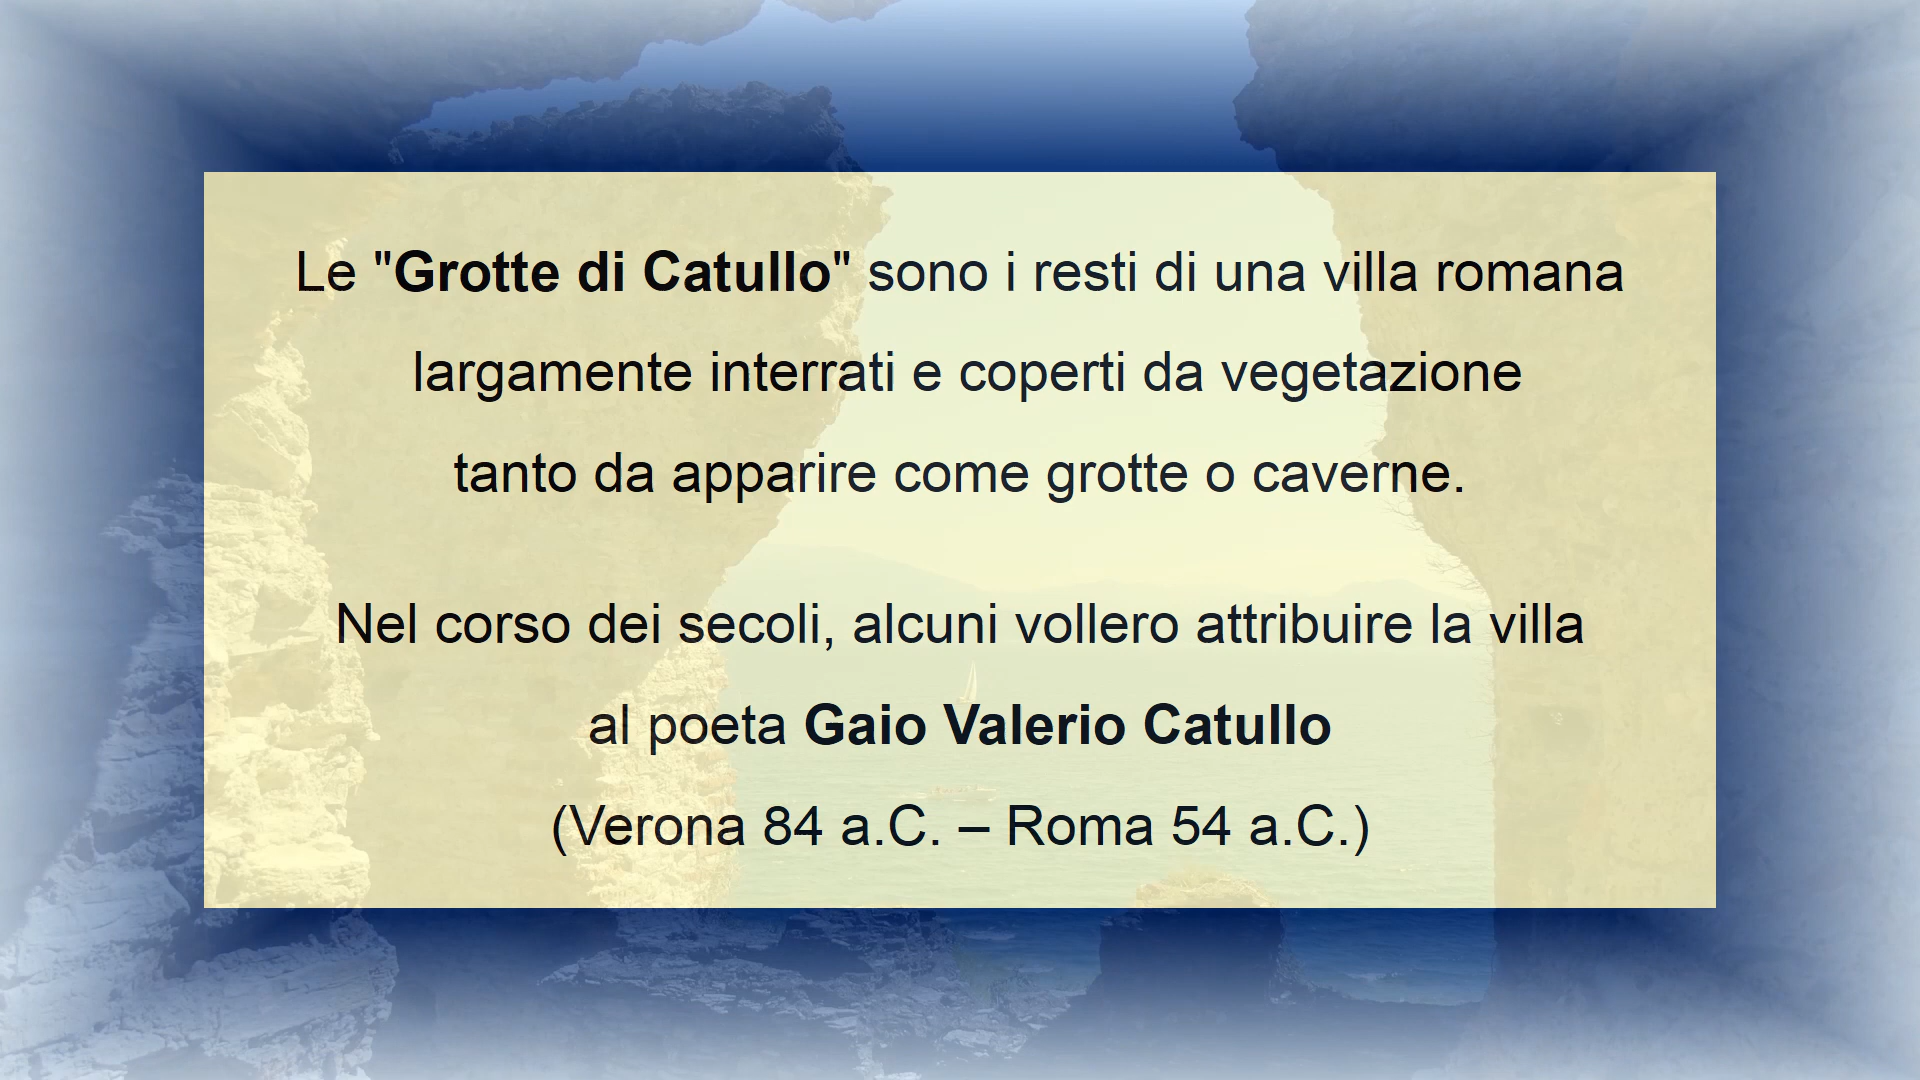 Le "Grotte di Catullo" sono i resti di una villa romana
largamente interrati e coperti da vegetazione
tanto da apparire come grotte o caverne.
Nel corso dei secoli, alcuni vollero attribuire la villa
al poeta Gaio Valerio Catullo
(Verona 84 a.C. – Roma 54 a.C.)